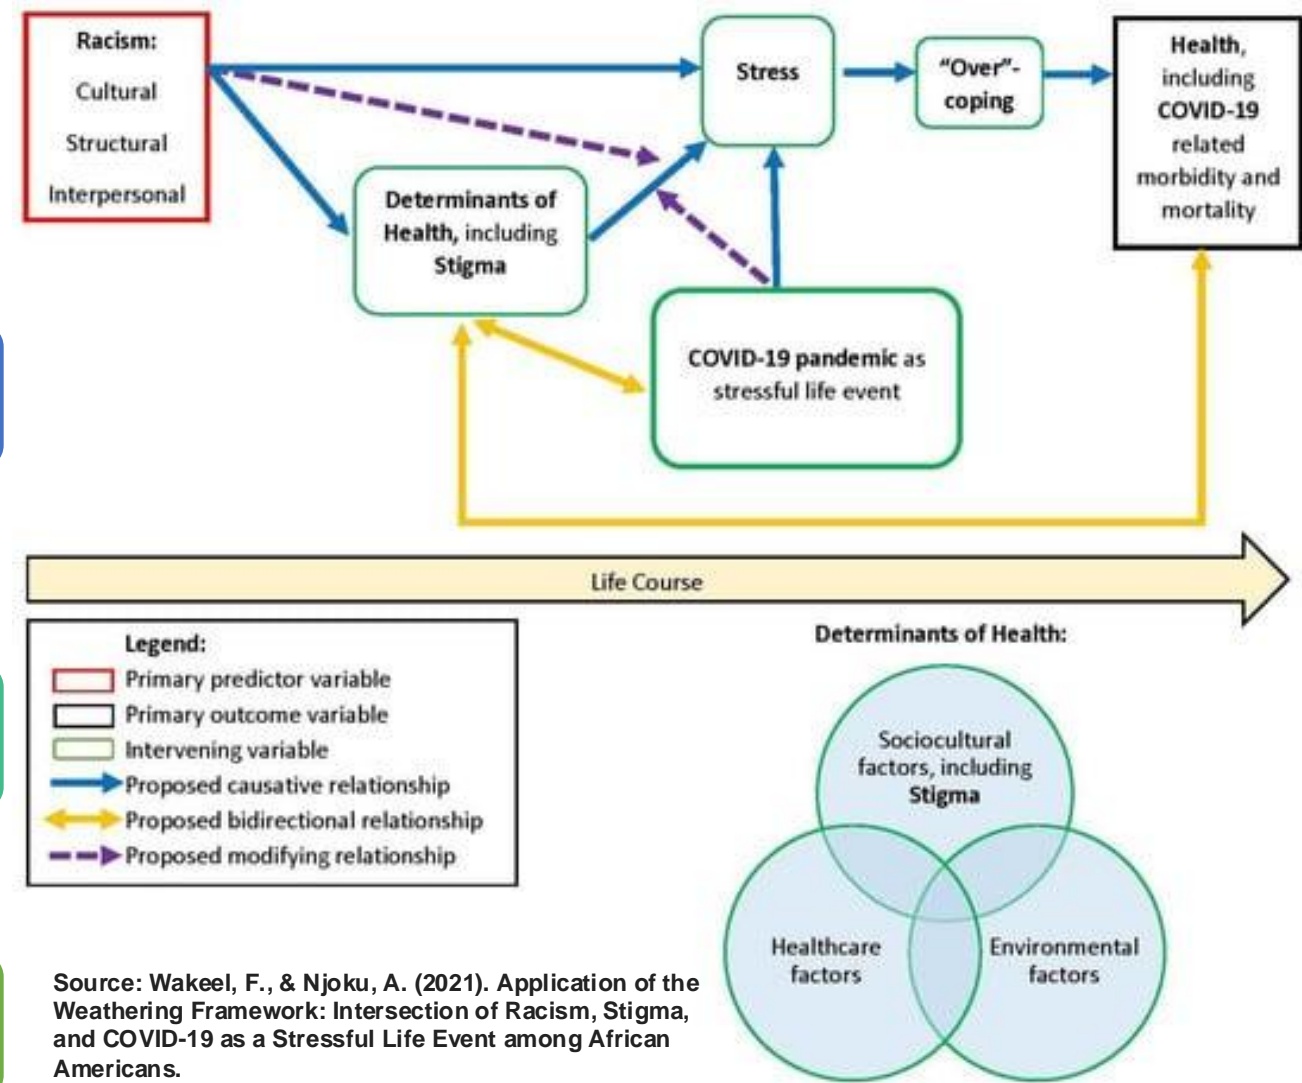 Racism:
Cultural
Structural
Interpersonal
Stress
“Over”-
coping
Health,
including
COVID-19
related
morbidity and
mortality
Determinants of
Health, including
Stigma
COVID-19 pandemic as
stressful life event
Life Course
Legend:
Primary predictor variable
Primary outcome variable
Intervening variable
Proposed causative relationship
Proposed bidirectional relationship
Proposed modifying relationship
Determinants of Health:
Sociocultural
factors, including
Stigma
Healthcare
factors
Environmental
factors
Source: Wakeel, F., & Njoku, A. (2021). Application of the
Weathering Framework: Intersection of Racism, Stigma,
and COVID-19 as a Stressful Life Event among African
Americans.